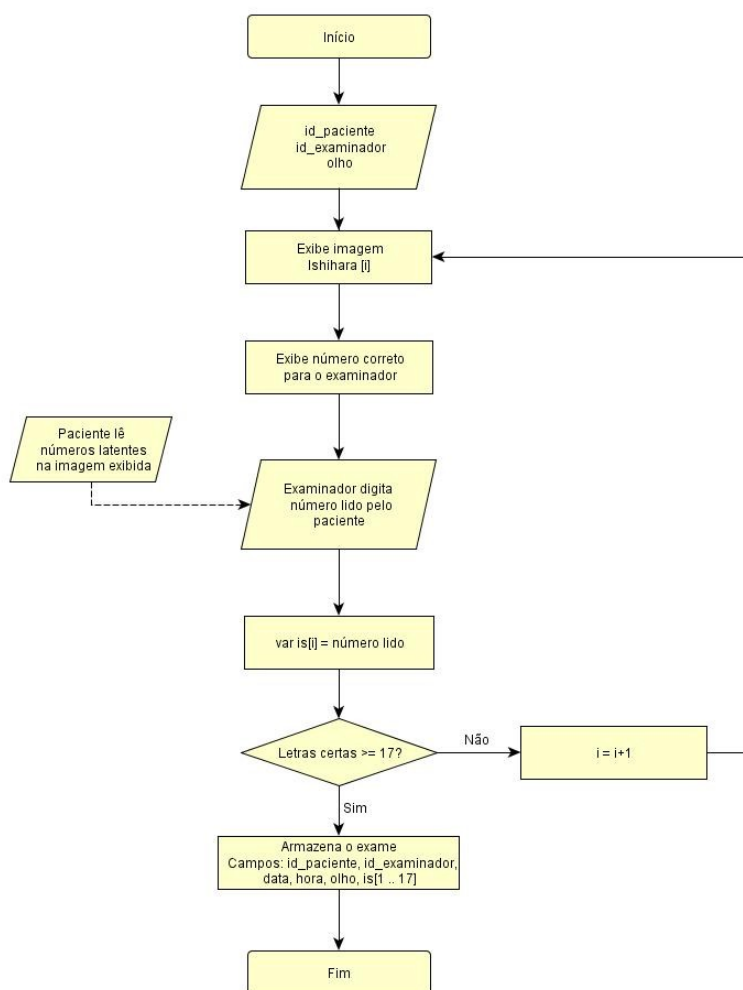 Início
id_paciente
id_examinador
olho
Exibe imagem
Ishihara [i]
Exibe número correto
para o examinador
Paciente lê
números latentes
na imagem exibida
Examinador digita
número lido pelo
paciente
var is[i] = número lido
Letras certas >= 17?
Não
i = i+1
Sim
Armazena o exame
Campos: id_paciente, id_examinador,
data, hora, olho, is[1 .. 17]
Fim